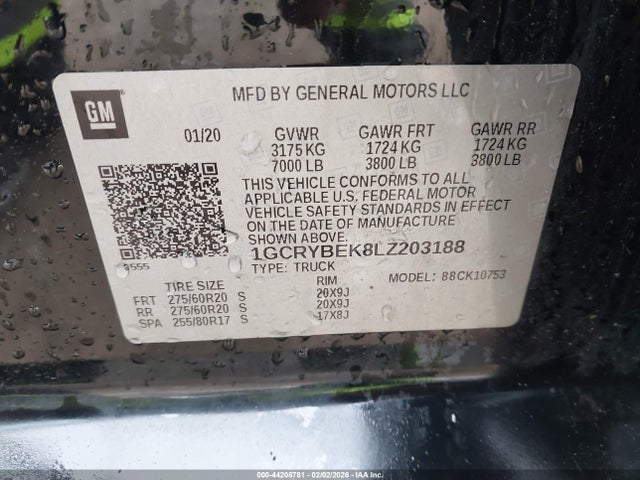 GM
MFD BY GENERAL MOTORS LLC
01/20 GVWR GAWR FRT GAWR RR
3175 KG 1724 KG 1724 KG
7000 LB 3800 LB 3800 LB
THIS VEHICLE CONFORMS TO ALL
APPLICABLE U.S. FEDERAL MOTOR
VEHICLE SAFETY STANDARDS IN EFFECT
ON THE DATE OF MANUFACTURE
SHOWN ABOVE.
1GCRYBEK8LZ203188
TYPE: TRUCK MODEL: 88CK10753
TIRE SIZE RIM
FRT 275/60R20 S 20X9J
RR 275/60R20 S 20X9J
SPA 255/80R17 S 17X8J
000-44208781 - 02/02/2026 - IAA, Inc.